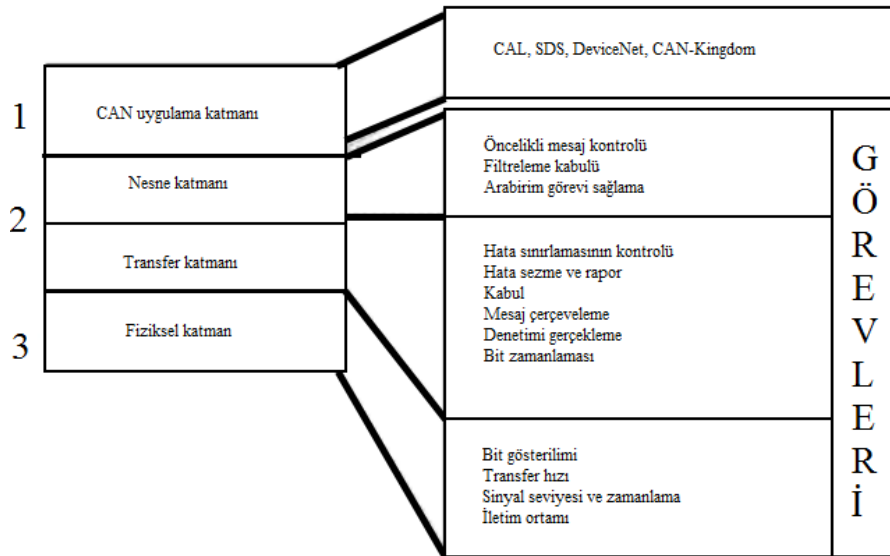 1
CAN uygulama katmanı
Nesne katmanı
2
Transfer katmanı
3
Fiziksel katman
CAL, SDS, DeviceNet, CAN-Kingdom
Öncelikli mesaj kontrolü
Filtreleme kabulü
Arabirim görevi sağlama
Hata sınırlamasının kontrolü
Hata sezme ve rapor
Kabul
Mesaj çerçeveleme
Denetimi gerçekleme
Bit zamanlaması
Bit gösterilimi
Transfer hızı
Sinyal seviyesi ve zamanlama
İletim ortamı
GÖREVLERİ